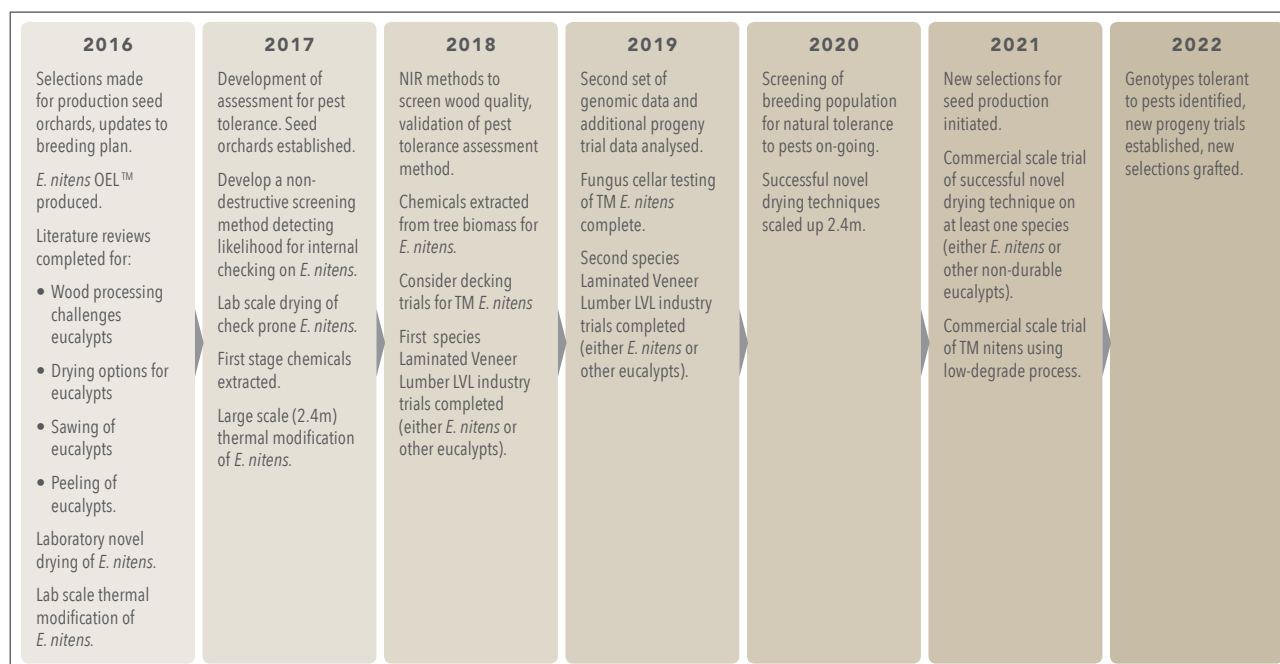 2016
Selections made
for production seed
orchards, updates to
breeding plan.
E. nitens OEL™
produced.
Literature reviews
completed for:
• Wood processing
challenges
eucalypts
• Drying options for
eucalypts
• Sawing of
eucalypts
• Peeling of
eucalypts.
Laboratory novel
drying of E. nitens.
Lab scale thermal
modification of
E. nitens.
2017
Development of
assessment for pest
tolerance. Seed
orchards established.
Develop a non-
destructive screening
method detecting
likelihood for internal
checking on E. nitens.
Lab scale drying of
check prone E. nitens.
First stage chemicals
extracted.
Large scale (2.4m)
thermal modification
of E. nitens.
2018
NIR methods to
screen wood quality,
validation of pest
tolerance assessment
method.
Chemicals extracted
from tree biomass for
E. nitens.
Consider decking
trials for TM E. nitens
First species
Laminated Veneer
Lumber LVL industry
trials completed
(either E. nitens or
other eucalypts).
2019
Second set of
genomic data and
additional progeny
trial data analysed.
Fungus cellar testing
of TM E. nitens
complete.
Second species
Laminated Veneer
Lumber LVL industry
trials completed
(either E. nitens or
other eucalypts).
2020
Screening of
breeding population
for natural tolerance
to pests on-going.
Successful novel
drying techniques
scaled up 2.4m.
2021
New selections for
seed production
initiated.
Commercial scale trial
of successful novel
drying technique on
at least one species
(either E. nitens or
other non-durable
eucalypts).
Commercial scale trial
of TM nitens using
low-degrade process.
2022
Genotypes tolerant
to pests identified,
new progeny trials
established, new
selections grafted.